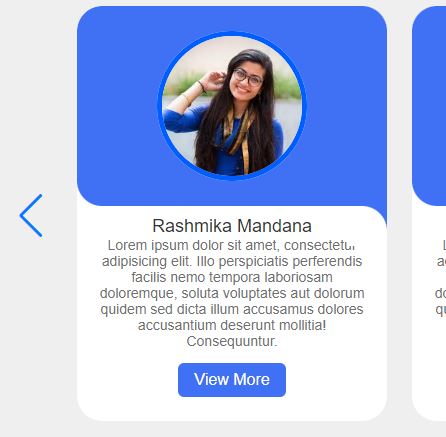 Rashmika Mandana
Lorem ipsum dolor sit amet, consectetur
adipisicing elit. Illo perspiciatis perferendis
facilis nemo tempora laboriosam
doloremque, soluta voluptates aut dolorum
quidem sed dicta illum accusamus dolores
accusantium deserunt mollitia!
Consequuntur.
View More